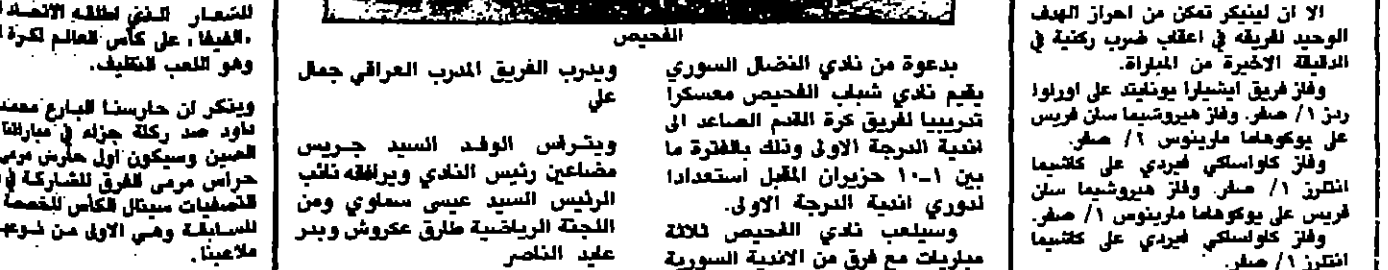 الا ان لينيكر تمكن من احراز الهدف
الوحيد لفريقه في اعقاب ضرب ركنية في
الدقيقة الاخيرة من المباراة.
وفاز فريق ايشيلرا يونايتد على اوراوا
ردز ١/ صفر. وفاز هيروشيما سان فريس
على يوكوهاما مارينوس ٢/ صفر.
وفاز كاواساكي فيردي على كاشيما
انتلرز ١/ صفر. وفاز هيروشيما سان
فريس على يوكوهاما مارينوس ١/ صفر.
وفاز كاواساكي فيردي على كاشيما
انتلرز ١/ صفر.
الفحيص
بدعوة من نادي النضال السوري
يقيم نادي شباب الفحيص معسكرا
تدريبيا لفريق كرة القدم الصاعد الى
اندية الدرجة الاولى وذلك بالفترة ما
بين ١-١٠ حزيران المقبل استعدادا
لدوري اندية الدرجة الاولى.
وسيلعب نادي الفحيص ثلاثة
مباريات مع فرق من الاندية السورية
ويدرب الفريق المدرب العراقي جمال
علي
ويتراس الوفد السيد جريس
مضاعين رئيس النادي ويرافقه نائب
الرئيس السيد عيسى سماوي ومن
اللجنة الرياضية طارق عكروش وبدر
عايد الناصر
للشعار الذي اطلقه الاتحاد
«الفيفا» على كأس العالم لكرة
وهو اللعب النظيف.
ويذكر ان حارسنا البارع محمد
داود صد ركلة جزاء في مباراتنا
الصين وسيكون اول حارس مرمى
حراس مرمى الفرق المشاركة في
التصفيات سينال الكأس المخصصة
للسابقة وهي الاولى من نوعها
ملاعبنا.